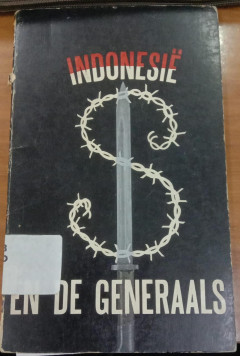 INDONESIË
EN DE GENERAALS